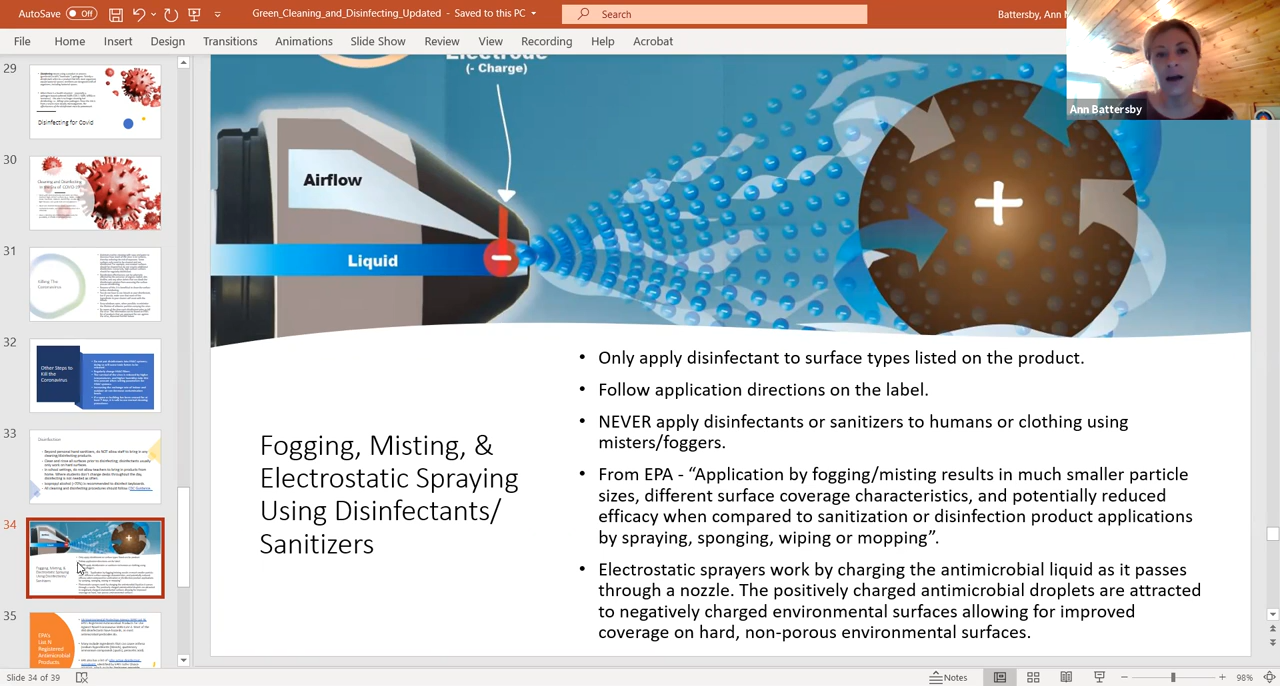 AutoSave Off Green_Cleaning_and_Disinfecting_Updated - Saved to this PC Search Battersby, Ann M
File Home Insert Design Transitions Animations Slide Show Review View Recording Help Acrobat
Ann Battersby
29
Disinfecting for Covid
30
31
Killing The
Coronavirus
32
Other Steps to
Kill the
Coronavirus
33
Disinfection
34
35
EPA's
List N
Registered
Antimicrobial
Products
Electrode
(- Charge)
Airflow
Liquid
Fogging, Misting, &
Electrostatic Spraying
Using Disinfectants/
Sanitizers
• Only apply disinfectant to surface types listed on the product.
• Follow application directions on the label.
• NEVER apply disinfectants or sanitizers to humans or clothing using
misters/foggers.
• From EPA - “Application by fogging/misting results in much smaller particle
sizes, different surface coverage characteristics, and potentially reduced
efficacy when compared to sanitization or disinfection product applications
by spraying, sponging, wiping or mopping”.
• Electrostatic sprayers work by charging the antimicrobial liquid as it passes
through a nozzle. The positively charged antimicrobial droplets are attracted
to negatively charged environmental surfaces allowing for improved
coverage on hard, non-porous environmental surfaces.
Slide 34 of 39 Notes 98%